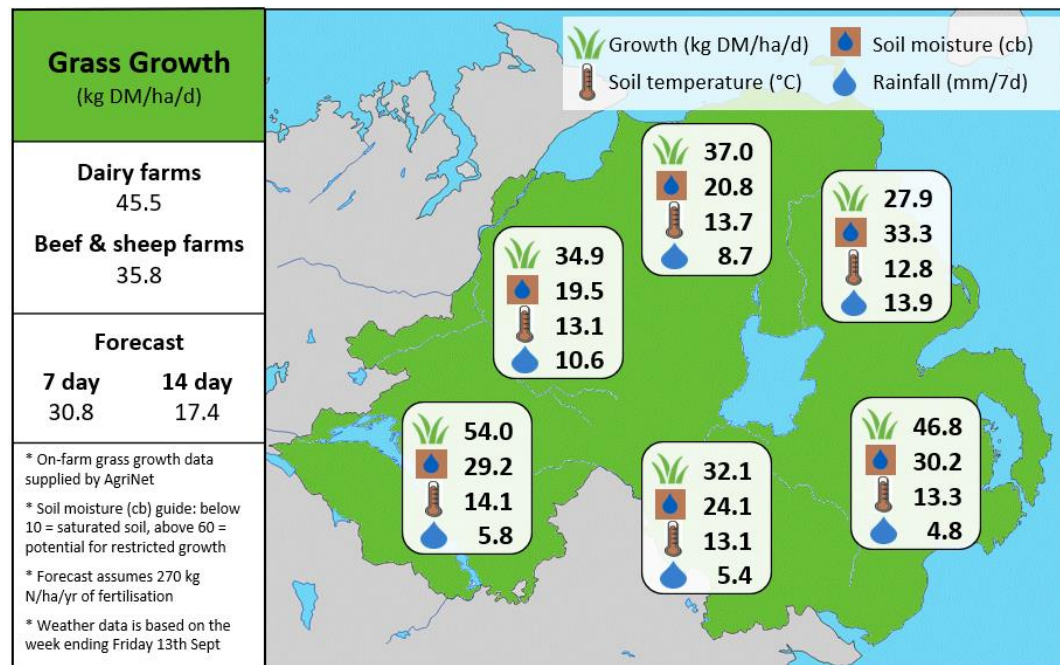 Grass Growth
(kg DM/ha/d)
Dairy farms
45.5
Beef & sheep farms
35.8
Forecast
7 day 14 day
30.8 17.4
* On-farm grass growth data
supplied by AgriNet
* Soil moisture (cb) guide: below
10 = saturated soil, above 60 =
potential for restricted growth
* Forecast assumes 270 kg
N/ha/yr of fertilisation
* Weather data is based on the
week ending Friday 13th Sept
Growth (kg DM/ha/d) Soil moisture (cb)
Soil temperature (°C) Rainfall (mm/7d)
37.0
20.8
13.7
8.7
27.9
33.3
12.8
13.9
34.9
19.5
13.1
10.6
54.0
29.2
14.1
5.8
32.1
24.1
13.1
5.4
46.8
30.2
13.3
4.8